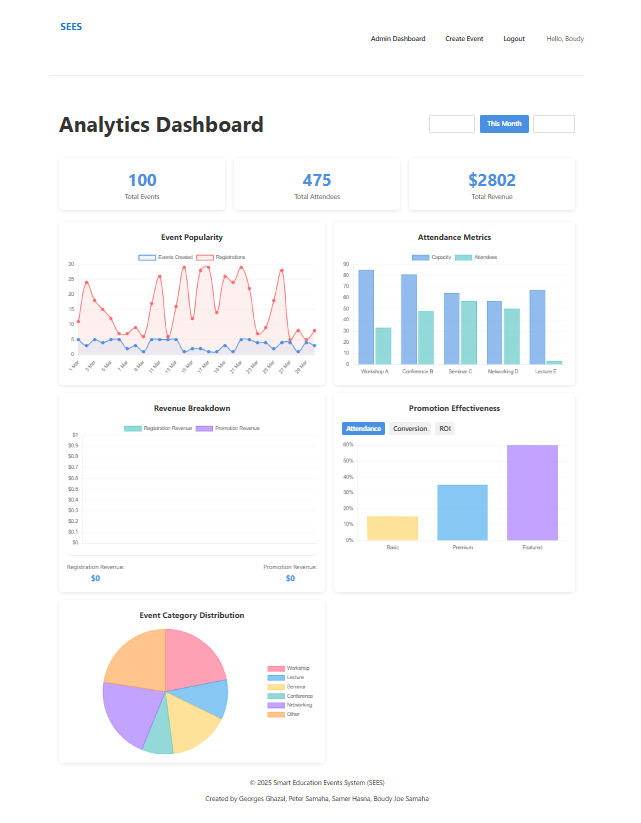 SEES
Admin Dashboard Create Event Logout Hello, Boudy
Analytics Dashboard
This Month
100
Total Events
475
Total Attendees
$2802
Total Revenue
Event Popularity
Events Created Registrations
30
25
20
15
10
5
0
1 Mar 3 Mar 5 Mar 7 Mar 9 Mar 11 Mar 13 Mar 15 Mar 17 Mar 19 Mar 21 Mar 23 Mar 25 Mar 27 Mar 29 Mar
Attendance Metrics
Capacity Attendees
90
80
70
60
50
40
30
20
10
0
Workshop A Conference B Seminar C Networking D Lecture E
Revenue Breakdown
Registration Revenue Promotion Revenue
$1
$0.9
$0.8
$0.7
$0.6
$0.5
$0.4
$0.3
$0.2
$0.1
$0
Registration Revenue: Promotion Revenue:
$0 $0
Promotion Effectiveness
Attendance Conversion ROI
60%
50%
40%
30%
20%
10%
0%
Basic Premium Featured
Event Category Distribution
Workshop
Lecture
Seminar
Conference
Networking
Other
© 2025 Smart Education Events System (SEES)
Created by Georges Ghazal, Peter Samaha, Samer Hasna, Boudy Joe Samaha